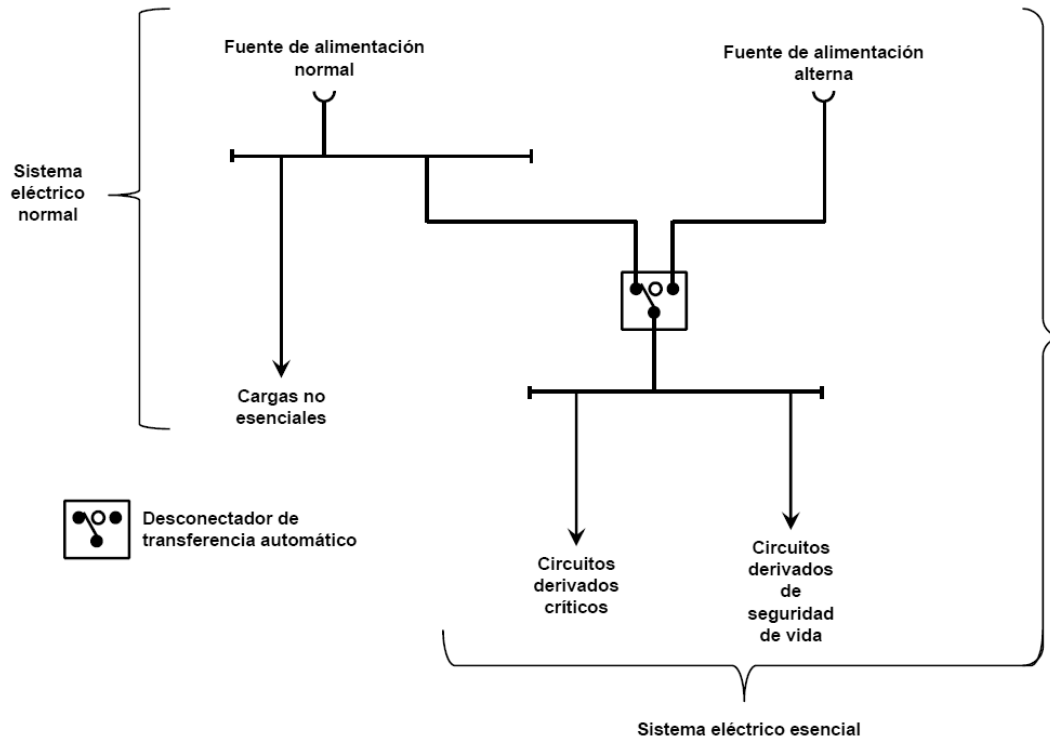 Fuente de alimentación
normal
Fuente de alimentación
alterna
Sistema
eléctrico
normal
Cargas no
esenciales
Desconectador de
transferencia automático
Circuitos
derivados
críticos
Circuitos
derivados
de
seguridad
de vida
Sistema eléctrico esencial